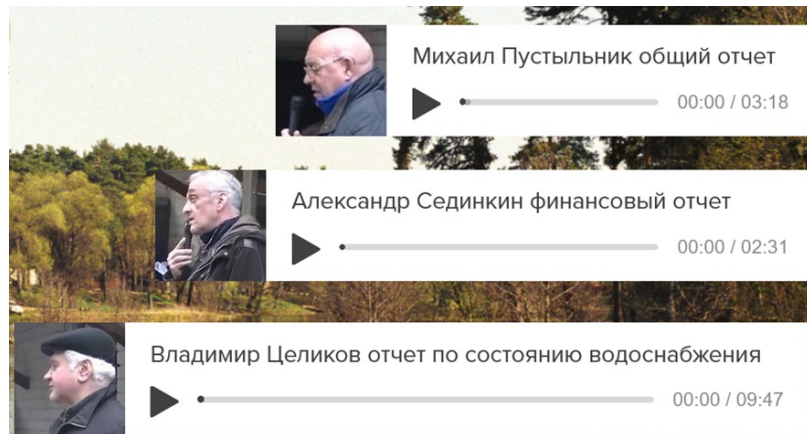 Михаил Пустыльник общий отчет
00:00 / 03:18
Александр Сединкин финансовый отчет
00:00 / 02:31
Владимир Целиков отчет по состоянию водоснабжения
00:00 / 09:47